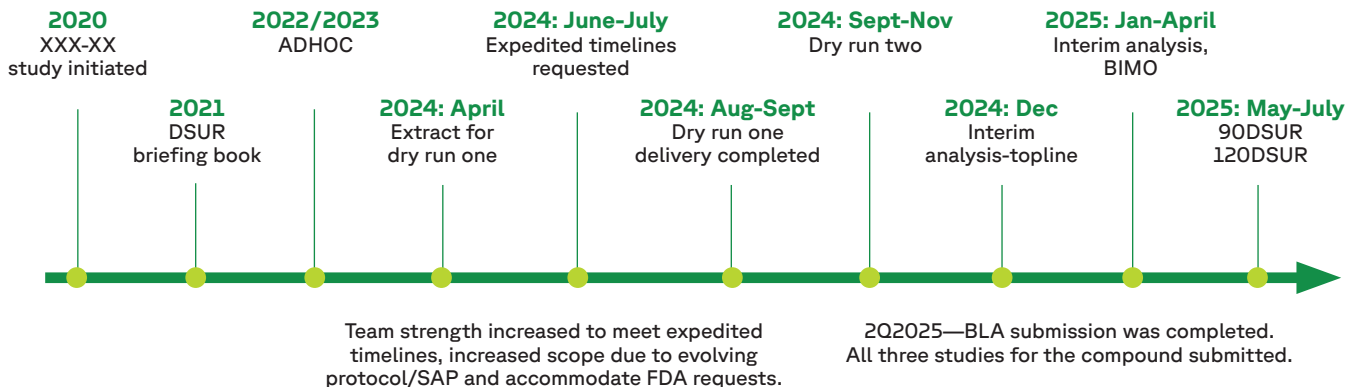 2020
XXX-XX
study initiated
2021
DSUR
briefing book
2022/2023
ADHOC
2024: April
Extract for
dry run one
2024: June-July
Expedited timelines
requested
2024: Aug-Sept
Dry run one
delivery completed
2024: Sept-Nov
Dry run two
2024: Dec
Interim
analysis-topline
2025: Jan-April
Interim analysis,
BIMO
2025: May-July
90DSUR
120DSUR
Team strength increased to meet expedited
timelines, increased scope due to evolving
protocol/SAP and accommodate FDA requests.
2Q2025—BLA submission was completed.
All three studies for the compound submitted.